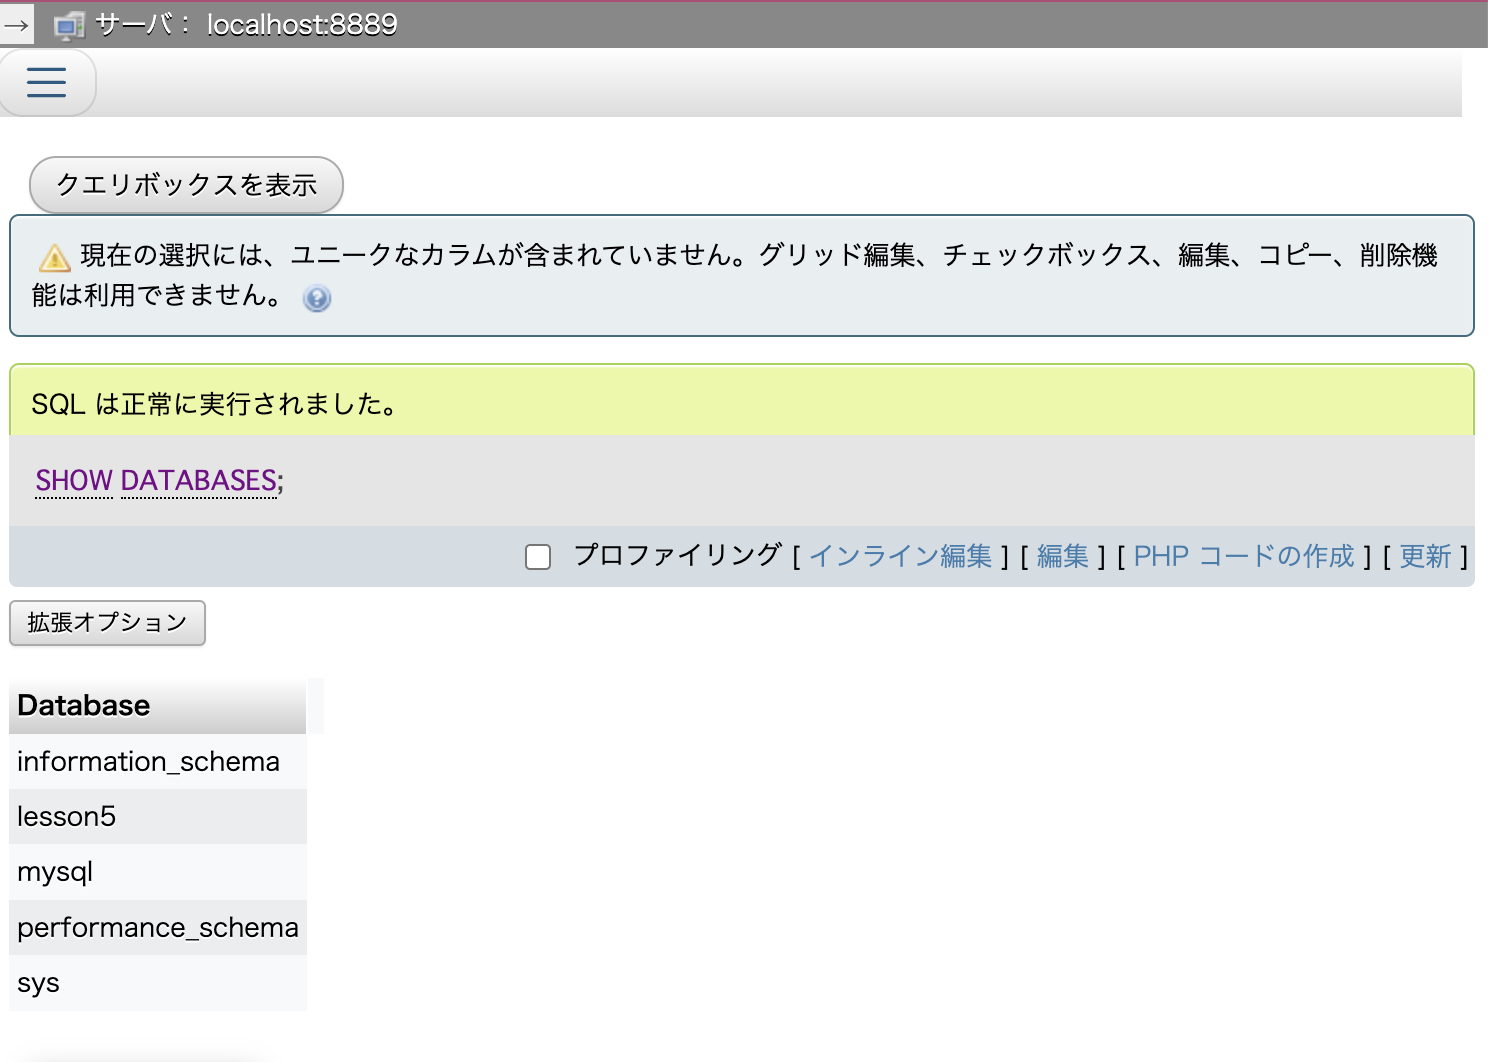 → サーバ： localhost:8889
クエリボックスを表示
現在の選択には、ユニークなカラムが含まれていません。グリッド編集、チェックボックス、編集、コピー、削除機
能は利用できません。
SQL は正常に実行されました。
SHOW DATABASES;
プロファイリング [ インライン編集 ] [ 編集 ] [ PHP コードの作成 ] [ 更新 ]
拡張オプション
Database
information_schema
lesson5
mysql
performance_schema
sys